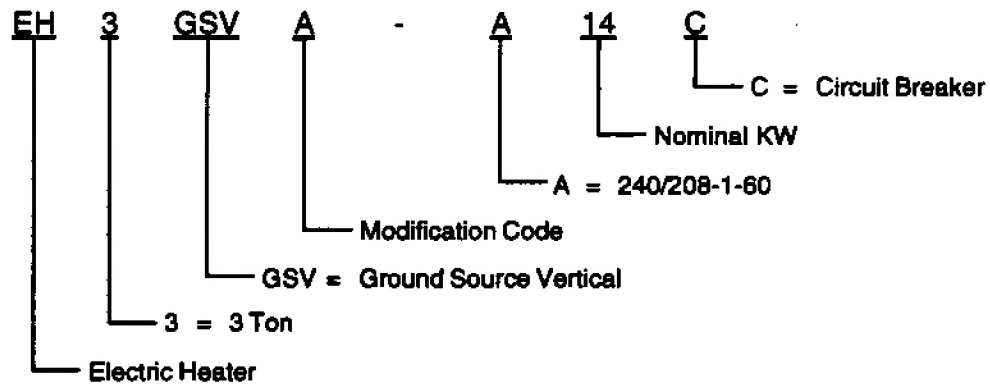 EH 3 GSV A - A 14 C
C = Circuit Breaker
Nominal KW
A = 240/208-1-60
Modification Code
GSV = Ground Source Vertical
3 = 3 Ton
Electric Heater